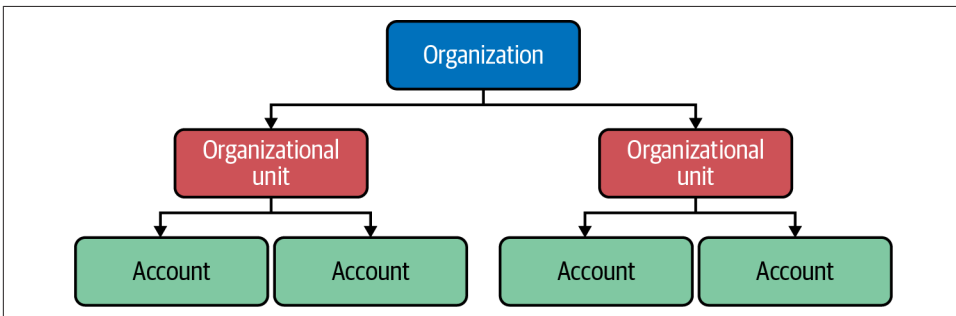 Organization
Organizational
unit
Organizational
unit
Account
Account
Account
Account